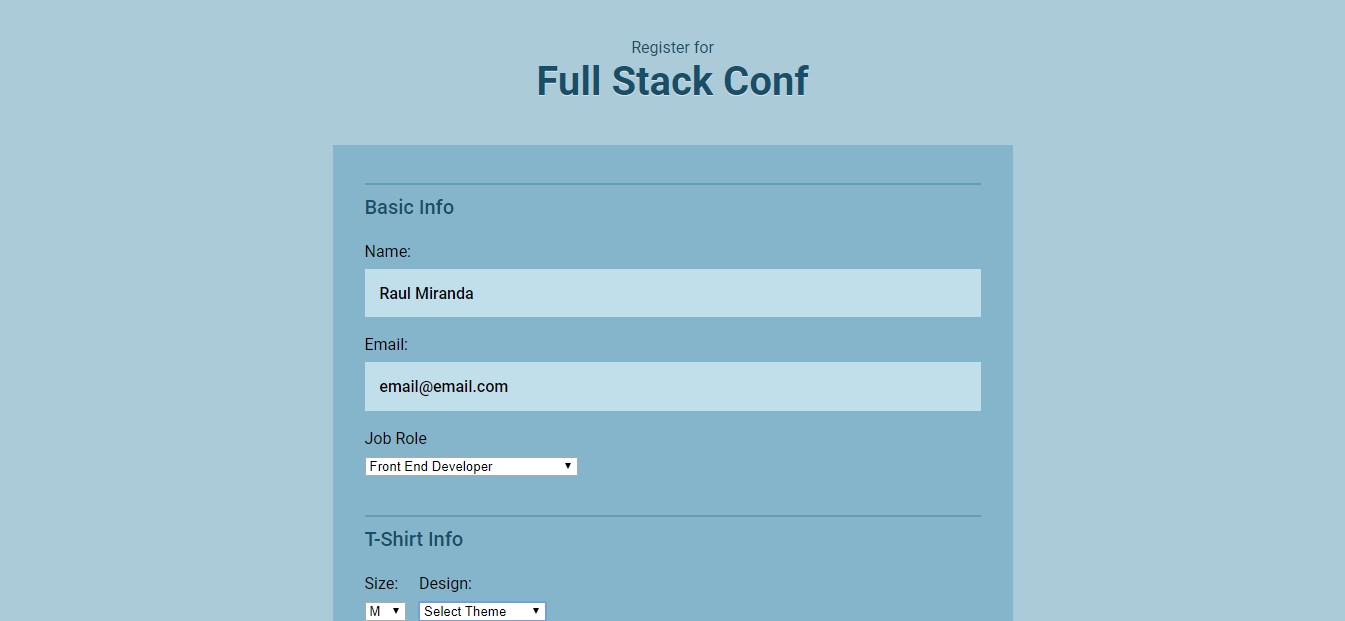 Register for
Full Stack Conf
Basic Info
Name:
Raul Miranda
Email:
email@email.com
Job Role
Front End Developer
T-Shirt Info
Size: Design:
M Select Theme